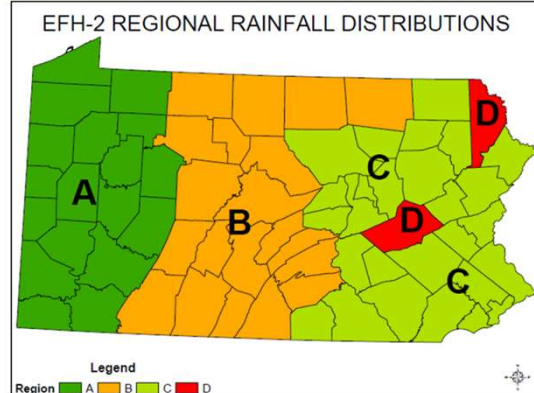 EFH-2 REGIONAL RAINFALL DISTRIBUTIONS
D
C
A
D
B
C
Legend
Region A B C D